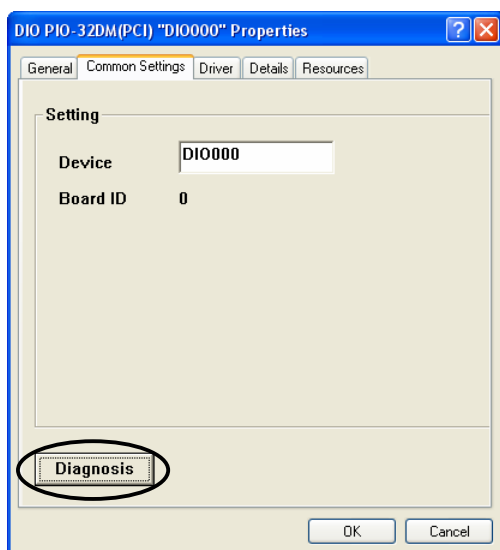 DIO PIO-32DM(PCI) "DIO000" Properties
General Common Settings Driver Details Resources
Setting
Device DIO000
Board ID 0
Diagnosis
OK Cancel